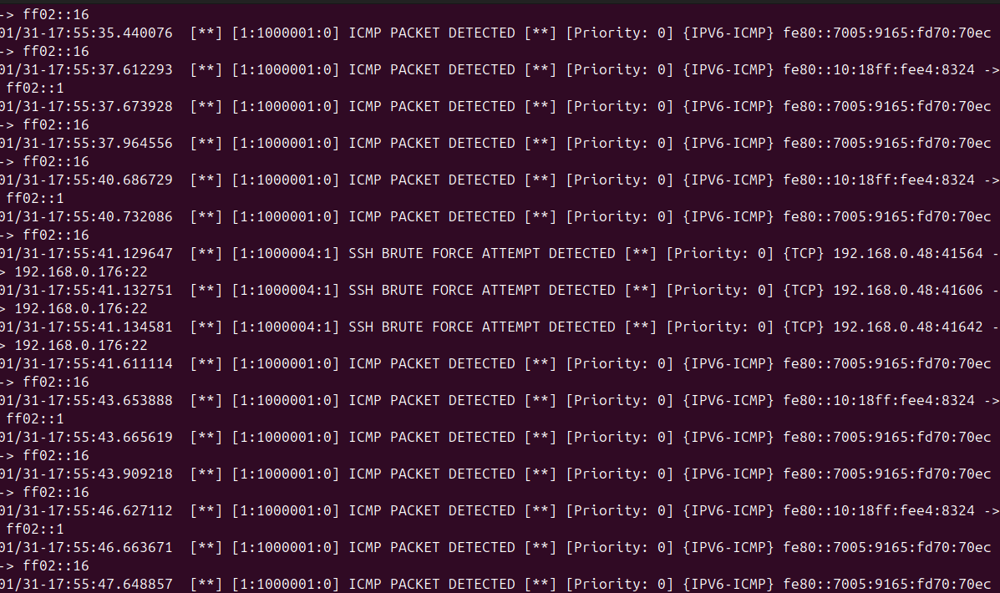 -> ff02::16
01/31-17:55:35.440076  [**] [1:1000001:0] ICMP PACKET DETECTED [**] [Priority: 0] {IPV6-ICMP} fe80::7005:9165:fd70:70ec
-> ff02::16
01/31-17:55:37.612293  [**] [1:1000001:0] ICMP PACKET DETECTED [**] [Priority: 0] {IPV6-ICMP} fe80::10:18ff:fee4:8324 ->
 ff02::1
01/31-17:55:37.673928  [**] [1:1000001:0] ICMP PACKET DETECTED [**] [Priority: 0] {IPV6-ICMP} fe80::7005:9165:fd70:70ec
-> ff02::16
01/31-17:55:37.964556  [**] [1:1000001:0] ICMP PACKET DETECTED [**] [Priority: 0] {IPV6-ICMP} fe80::7005:9165:fd70:70ec
-> ff02::16
01/31-17:55:40.686729  [**] [1:1000001:0] ICMP PACKET DETECTED [**] [Priority: 0] {IPV6-ICMP} fe80::10:18ff:fee4:8324 ->
 ff02::1
01/31-17:55:40.732086  [**] [1:1000001:0] ICMP PACKET DETECTED [**] [Priority: 0] {IPV6-ICMP} fe80::7005:9165:fd70:70ec
-> ff02::16
01/31-17:55:41.129647  [**] [1:1000004:1] SSH BRUTE FORCE ATTEMPT DETECTED [**] [Priority: 0] {TCP} 192.168.0.48:41564 -
> 192.168.0.176:22
01/31-17:55:41.132751  [**] [1:1000004:1] SSH BRUTE FORCE ATTEMPT DETECTED [**] [Priority: 0] {TCP} 192.168.0.48:41606 -
> 192.168.0.176:22
01/31-17:55:41.134581  [**] [1:1000004:1] SSH BRUTE FORCE ATTEMPT DETECTED [**] [Priority: 0] {TCP} 192.168.0.48:41642 -
> 192.168.0.176:22
01/31-17:55:41.611114  [**] [1:1000001:0] ICMP PACKET DETECTED [**] [Priority: 0] {IPV6-ICMP} fe80::7005:9165:fd70:70ec
-> ff02::16
01/31-17:55:43.653888  [**] [1:1000001:0] ICMP PACKET DETECTED [**] [Priority: 0] {IPV6-ICMP} fe80::10:18ff:fee4:8324 ->
 ff02::1
01/31-17:55:43.665619  [**] [1:1000001:0] ICMP PACKET DETECTED [**] [Priority: 0] {IPV6-ICMP} fe80::7005:9165:fd70:70ec
-> ff02::16
01/31-17:55:43.909218  [**] [1:1000001:0] ICMP PACKET DETECTED [**] [Priority: 0] {IPV6-ICMP} fe80::7005:9165:fd70:70ec
-> ff02::16
01/31-17:55:46.627112  [**] [1:1000001:0] ICMP PACKET DETECTED [**] [Priority: 0] {IPV6-ICMP} fe80::10:18ff:fee4:8324 ->
 ff02::1
01/31-17:55:46.663671  [**] [1:1000001:0] ICMP PACKET DETECTED [**] [Priority: 0] {IPV6-ICMP} fe80::7005:9165:fd70:70ec
-> ff02::16
01/31-17:55:47.648857  [**] [1:1000001:0] ICMP PACKET DETECTED [**] [Priority: 0] {IPV6-ICMP} fe80::7005:9165:fd70:70ec